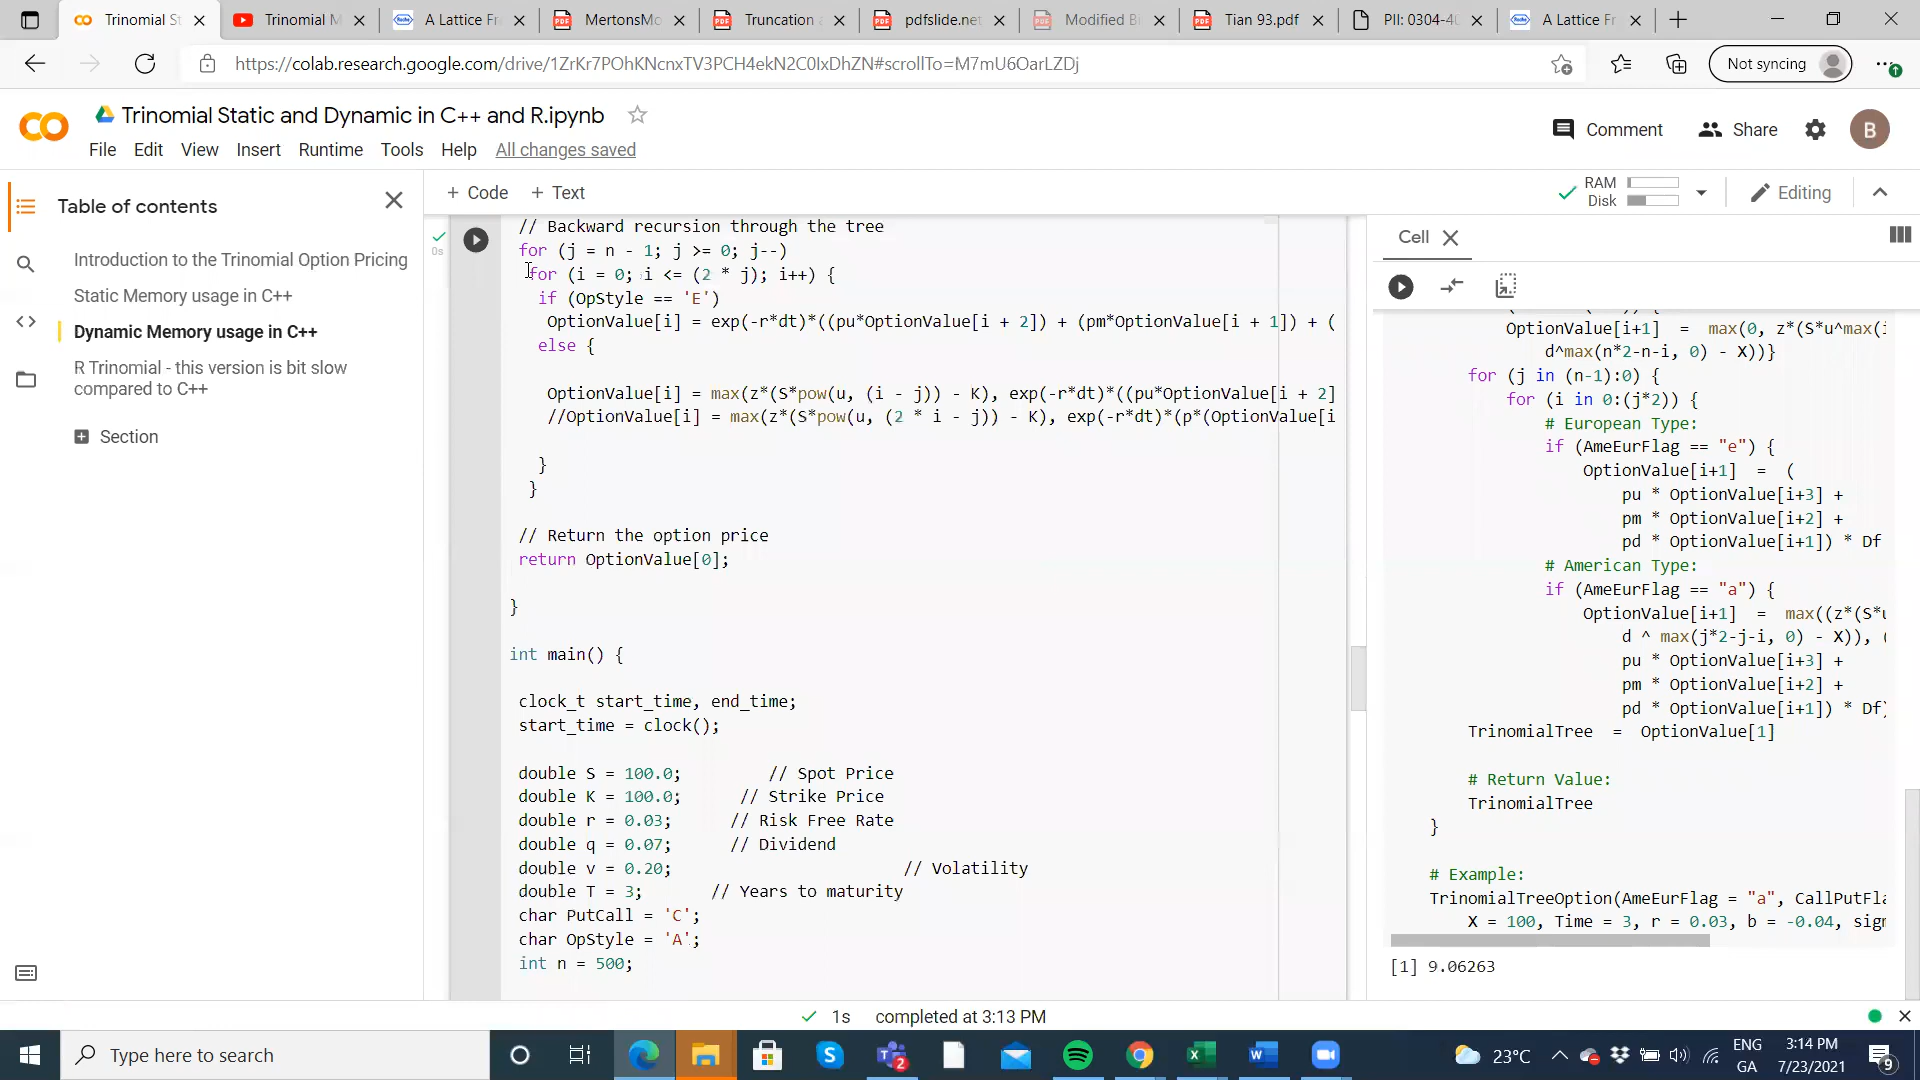 Trinomial St
Trinomial M
A Lattice Fr
MertonsMo
Truncation a
pdfslide.net
Modified Bi
Tian 93.pdf
PII: 0304-40
A Lattice Fr
https://colab.research.google.com/drive/1ZrKr7POhKNcnxTV3PCH4ekN2C0IxDhZN#scrollTo=M7mU6OarLZDj
Not syncing
Trinomial Static and Dynamic in C++ and R.ipynb
Comment
Share
B
File Edit View Insert Runtime Tools Help All changes saved
Table of contents
Introduction to the Trinomial Option Pricing
Static Memory usage in C++
Dynamic Memory usage in C++
R Trinomial - this version is bit slow
compared to C++
Section
+ Code + Text
RAM
Disk
Editing
0s
// Backward recursion through the tree
for (j = n - 1; j >= 0; j--)
for (i = 0; i <= (2 * j); i++) {
if (OpStyle == 'E')
OptionValue[i] = exp(-r*dt)*((pu*OptionValue[i + 2]) + (pm*OptionValue[i + 1]) + (
else {
OptionValue[i] = max(z*(S*pow(u, (i - j)) - K), exp(-r*dt)*((pu*OptionValue[i + 2]
//OptionValue[i] = max(z*(S*pow(u, (2 * i - j)) - K), exp(-r*dt)*(p*(OptionValue[i
}
}
// Return the option price
return OptionValue[0];
}
int main() {
clock_t start_time, end_time;
start_time = clock();
double S = 100.0; // Spot Price
double K = 100.0; // Strike Price
double r = 0.03; // Risk Free Rate
double q = 0.07; // Dividend
double v = 0.20; // Volatility
double T = 3; // Years to maturity
char PutCall = 'C';
char OpStyle = 'A';
int n = 500;
Cell
OptionValue[i+1] = max(0, z*(S*u^max(i
d^max(n*2-n-i, 0) - X))}
for (j in (n-1):0) {
for (i in 0:(j*2)) {
# European Type:
if (AmeEurFlag == "e") {
OptionValue[i+1] = (
pu * OptionValue[i+3] +
pm * OptionValue[i+2] +
pd * OptionValue[i+1]) * Df
# American Type:
if (AmeEurFlag == "a") {
OptionValue[i+1] = max((z*(S*u
d ^ max(j*2-j-i, 0) - X)), (
pu * OptionValue[i+3] +
pm * OptionValue[i+2] +
pd * OptionValue[i+1]) * Df)
TrinomialTree = OptionValue[1]
# Return Value:
TrinomialTree
}
# Example:
TrinomialTreeOption(AmeEurFlag = "a", CallPutFla
X = 100, Time = 3, r = 0.03, b = -0.04, sigm
[1] 9.06263
1s completed at 3:13 PM
Type here to search
2
23°C
ENG
GA
3:14 PM
7/23/2021
9